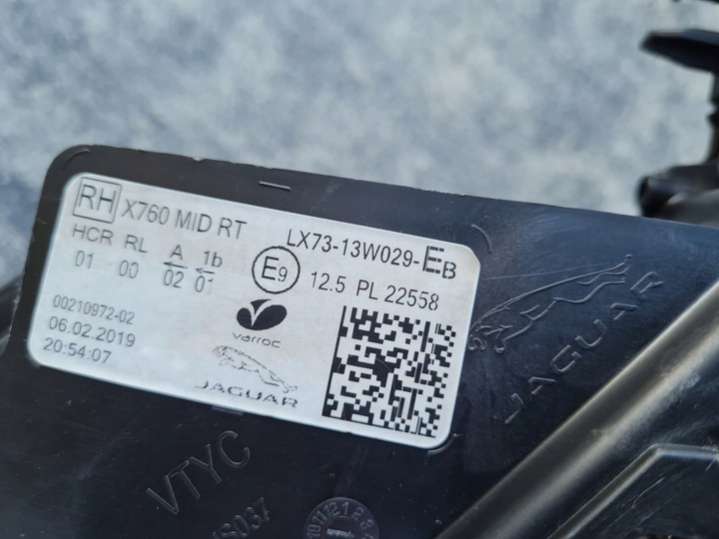 RH X760 MID RT
LX73-13W029-EB
HCR RL A 1b
01 00 02 01
E9 12.5 PL 22558
00210972-02
06.02.2019
20:54:07
varroc
JAGUAR
JAGUAR
VTYC